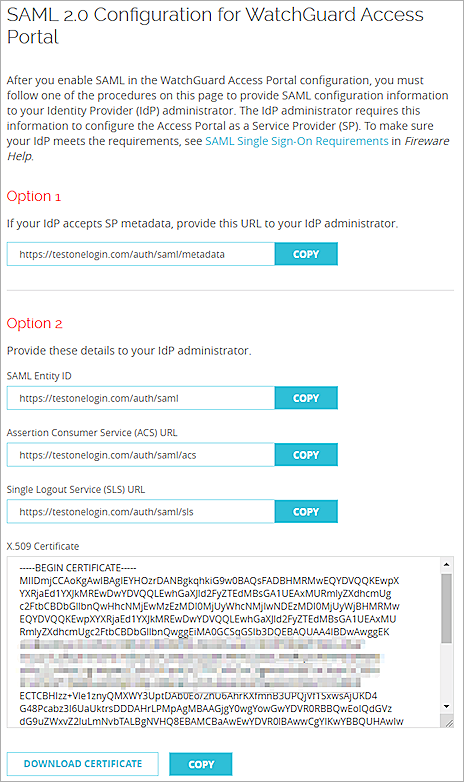 SAML 2.0 Configuration for WatchGuard Access
Portal
After you enable SAML in the WatchGuard Access Portal configuration, you must
follow one of the procedures on this page to provide SAML configuration information
to your Identity Provider (IdP) administrator. The IdP administrator requires this
information to configure the Access Portal as a Service Provider (SP). To make sure
your IdP meets the requirements, see SAML Single Sign-On Requirements in Fireware
Help.
Option 1
If your IdP accepts SP metadata, provide this URL to your IdP administrator.
https://testonelogin.com/auth/saml/metadata COPY
Option 2
Provide these details to your IdP administrator.
SAML Entity ID
https://testonelogin.com/auth/saml COPY
Assertion Consumer Service (ACS) URL
https://testonelogin.com/auth/saml/acs COPY
Single Logout Service (SLS) URL
https://testonelogin.com/auth/saml/sls COPY
X.509 Certificate
-----BEGIN CERTIFICATE-----
MIIDmjCCAoKgAwIBAgIEYHOzrDANBgkqhkiG9w0BAQsFADBHMRMwEQYDVQQKEwpX
YXRjaEd1YXJkMREwDwYDVQQLEwhGaXJld2FyZTEdMBsGA1UEAxMURmlyZXdhcmUg
c2FtbCBDbGllbnQwHhcNMjEwMzEzMDI0MjUyWhcNMjIwNDEzMDI0MjUyWjBHMRMw
EQYDVQQKEwpXYXRjaEd1YXJkMREwDwYDVQQLEwhGaXJld2FyZTEdMBsGA1UEAxMU
RmlyZXdhcmUgc2FtbCBDbGllbnQwggEiMA0GCSqGSIb3DQEBAQUAA4IBDwAwggEK
G48Pcabz3I6UaUktrsDDDAHrLPMpAgMBAAGjgY0wgYowGwYDVR0RBBQwEoIQdGVz
dG9uZWxvZ2luLmNvbTALBgNVHQ8EBAMCBaAwEwYDVR0lBAwwCgYIKwYBBQUHAwIw
DOWNLOAD CERTIFICATE COPY